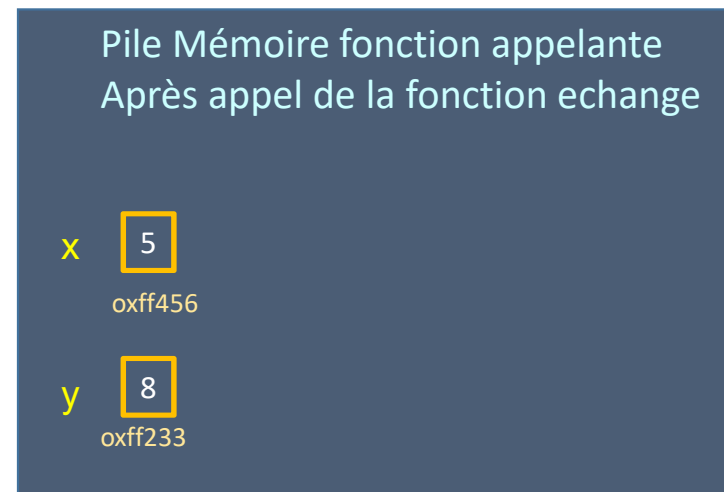 Pile Mémoire fonction appelante
Après appel de la fonction echange
x 5
oxff456
y 8
oxff233